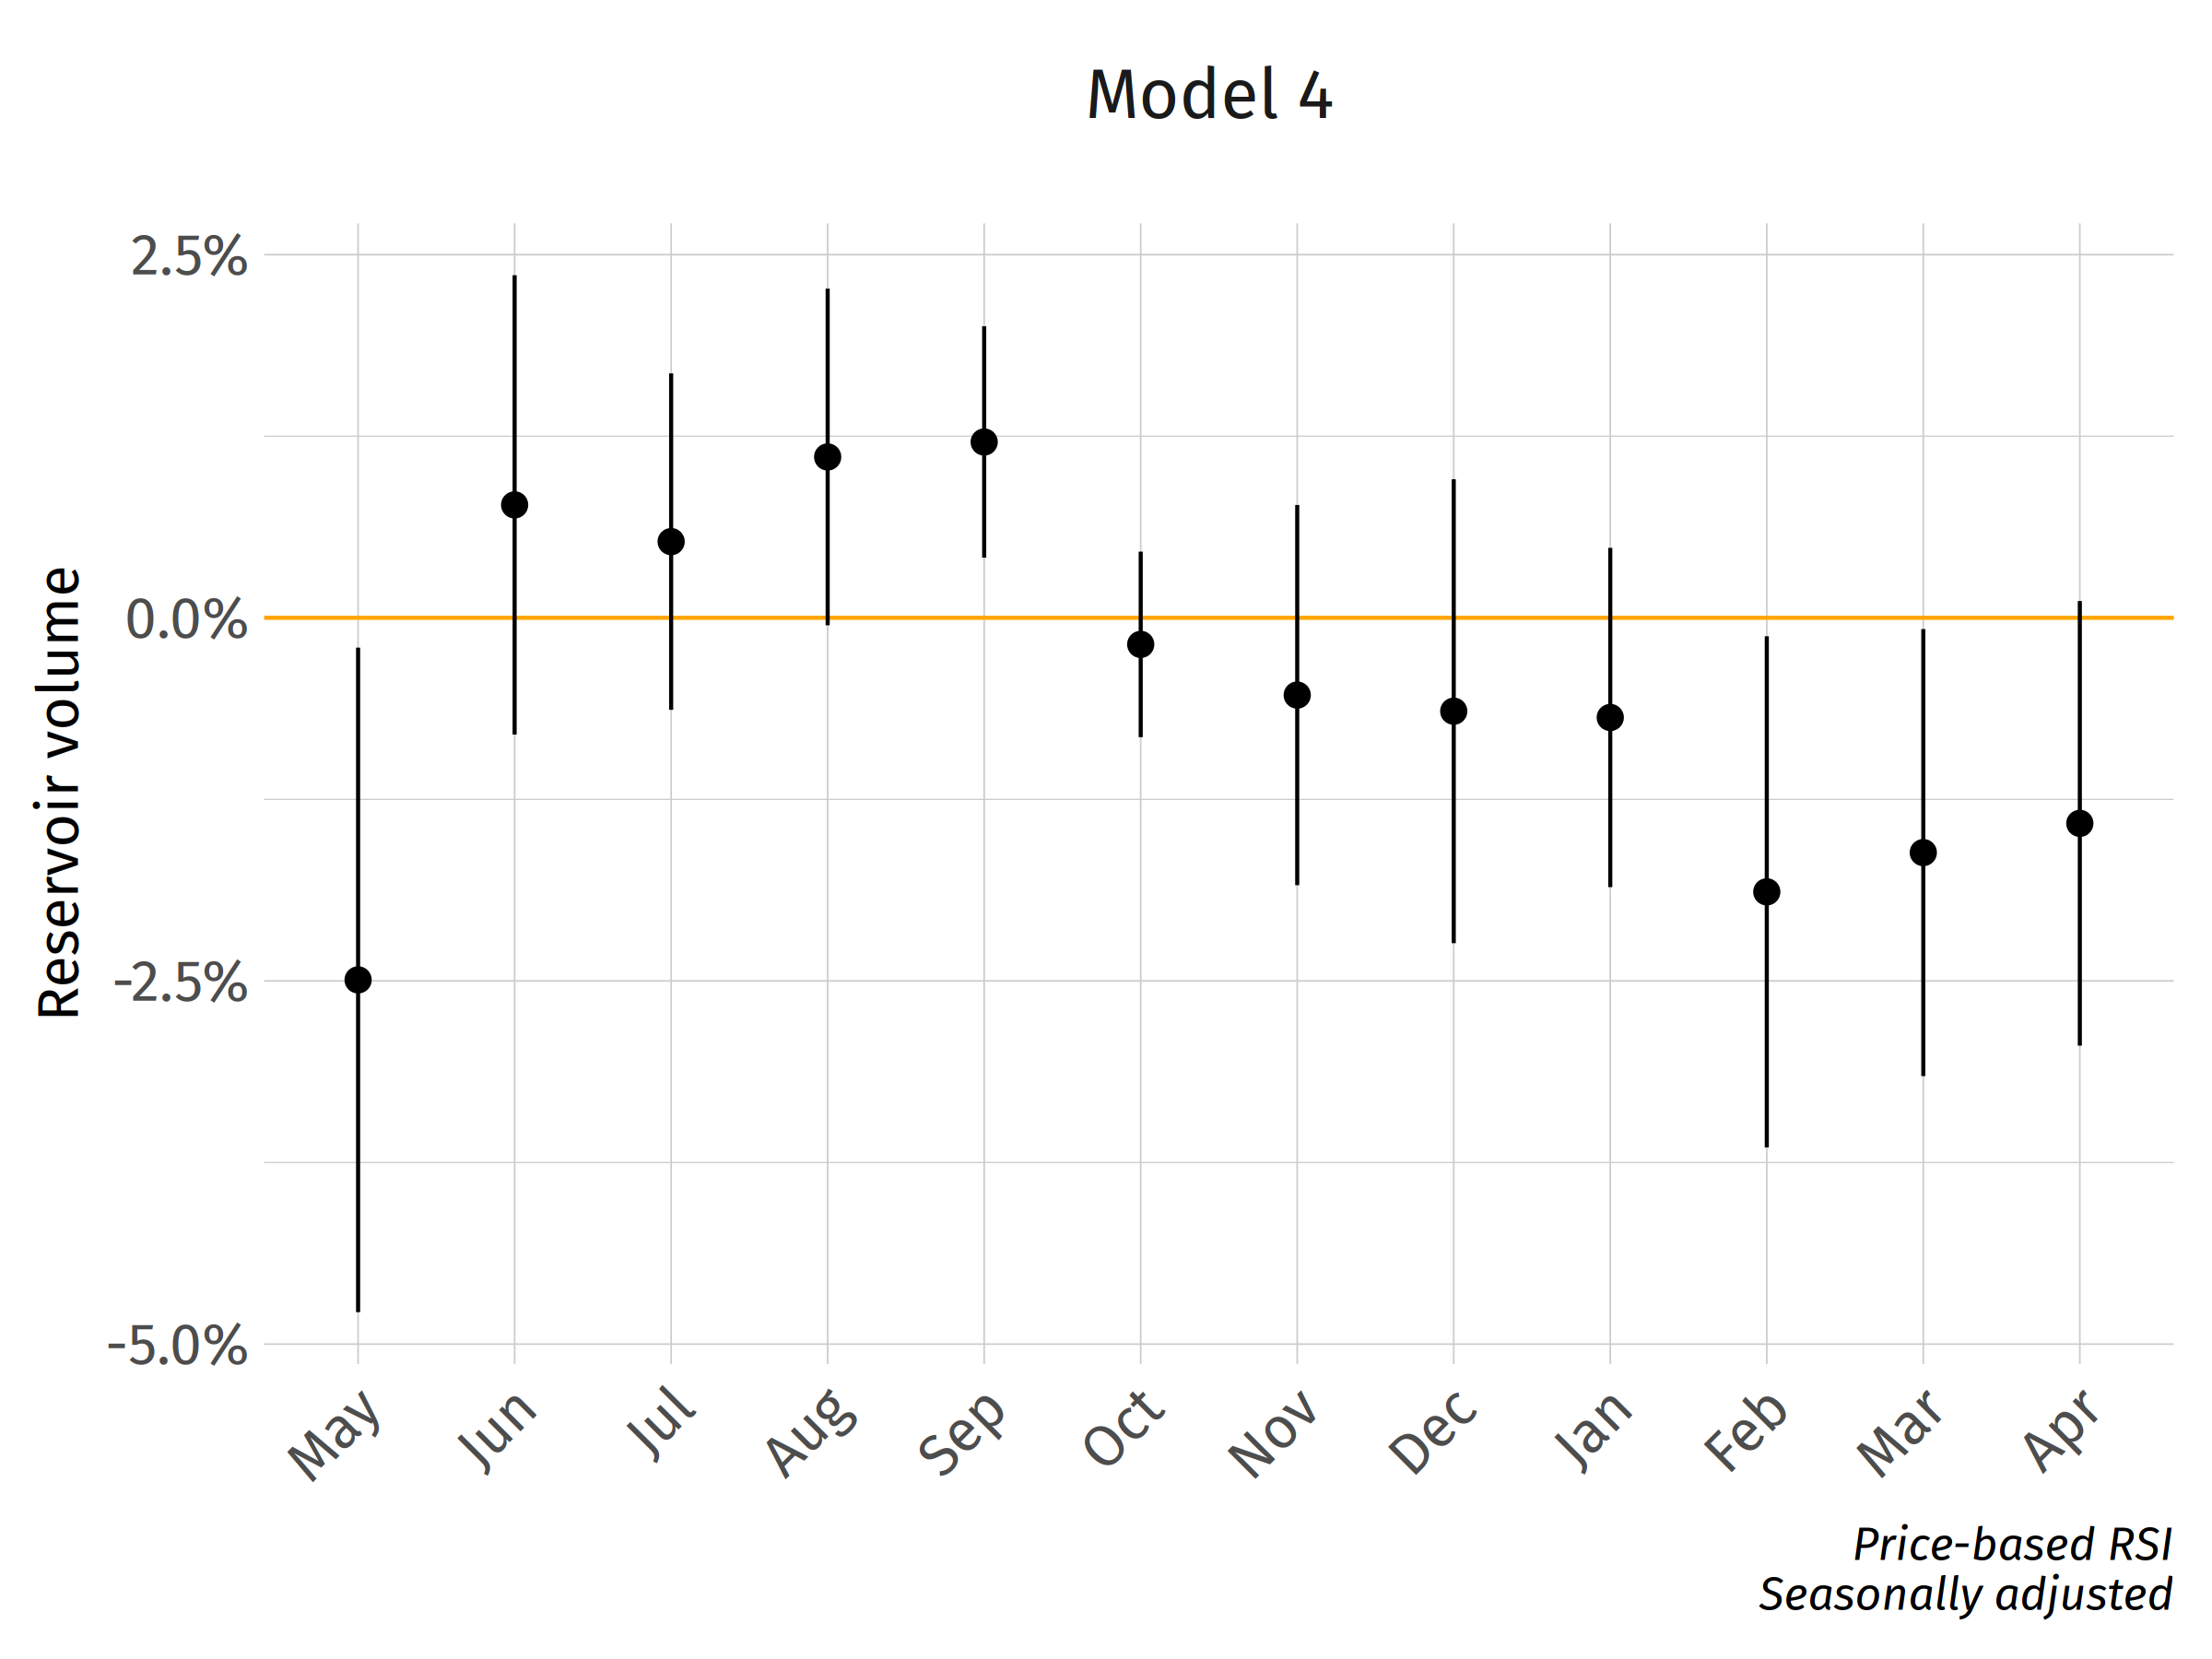 Model 4
Reservoir volume
2.5%
0.0%
-2.5%
-5.0%
May Jun Jul Aug Sep Oct Nov Dec Jan Feb Mar Apr
Price-based RSI
Seasonally adjusted